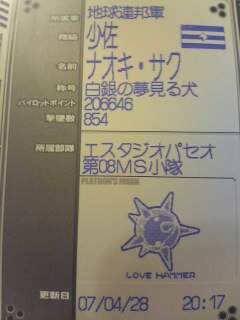 所属軍 地球連邦軍
階級 少佐
名前 ナオキ・サク
称号 白銀の夢見る犬
パイロットポイント 206646
撃墜数 854
所属部隊 エスタジオパセオ
第08MS小隊
PLATOON'S MARK
LOVE HAMMER
更新日 07/04/28 20:17